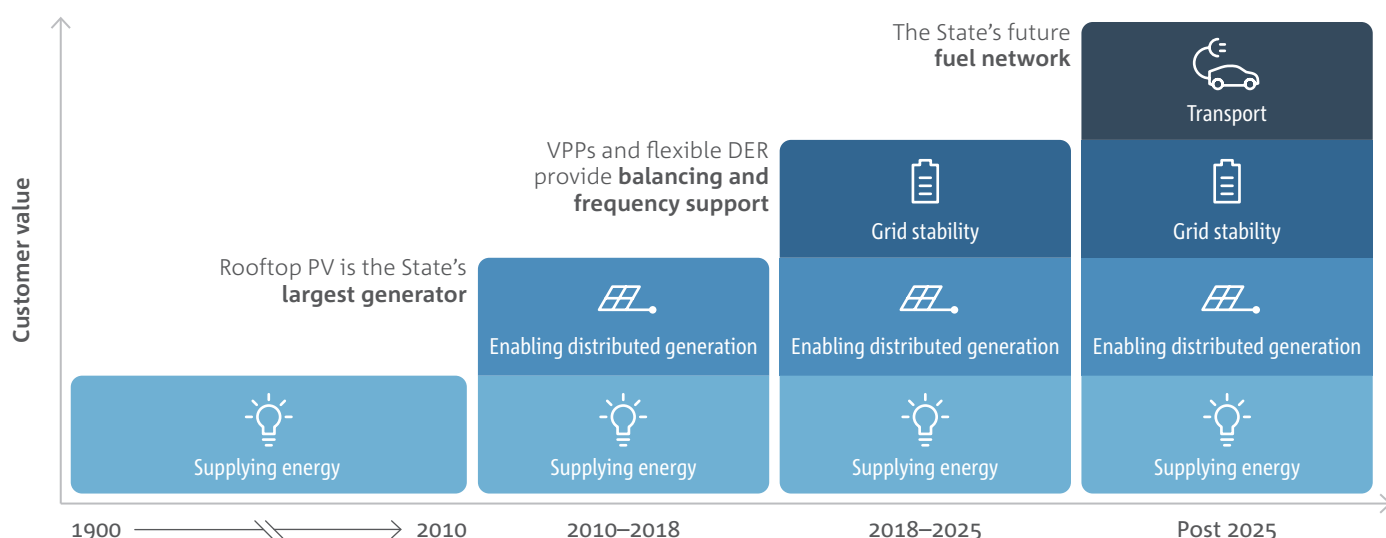 The State's future
fuel network
Transport
VPPs and flexible DER
provide balancing and
frequency support
Grid stability
Grid stability
Rooftop PV is the State's
largest generator
Enabling distributed generation
Enabling distributed generation
Enabling distributed generation
Supplying energy
Supplying energy
Supplying energy
Supplying energy
Customer value
1900
2010
2010–2018
2018–2025
Post 2025